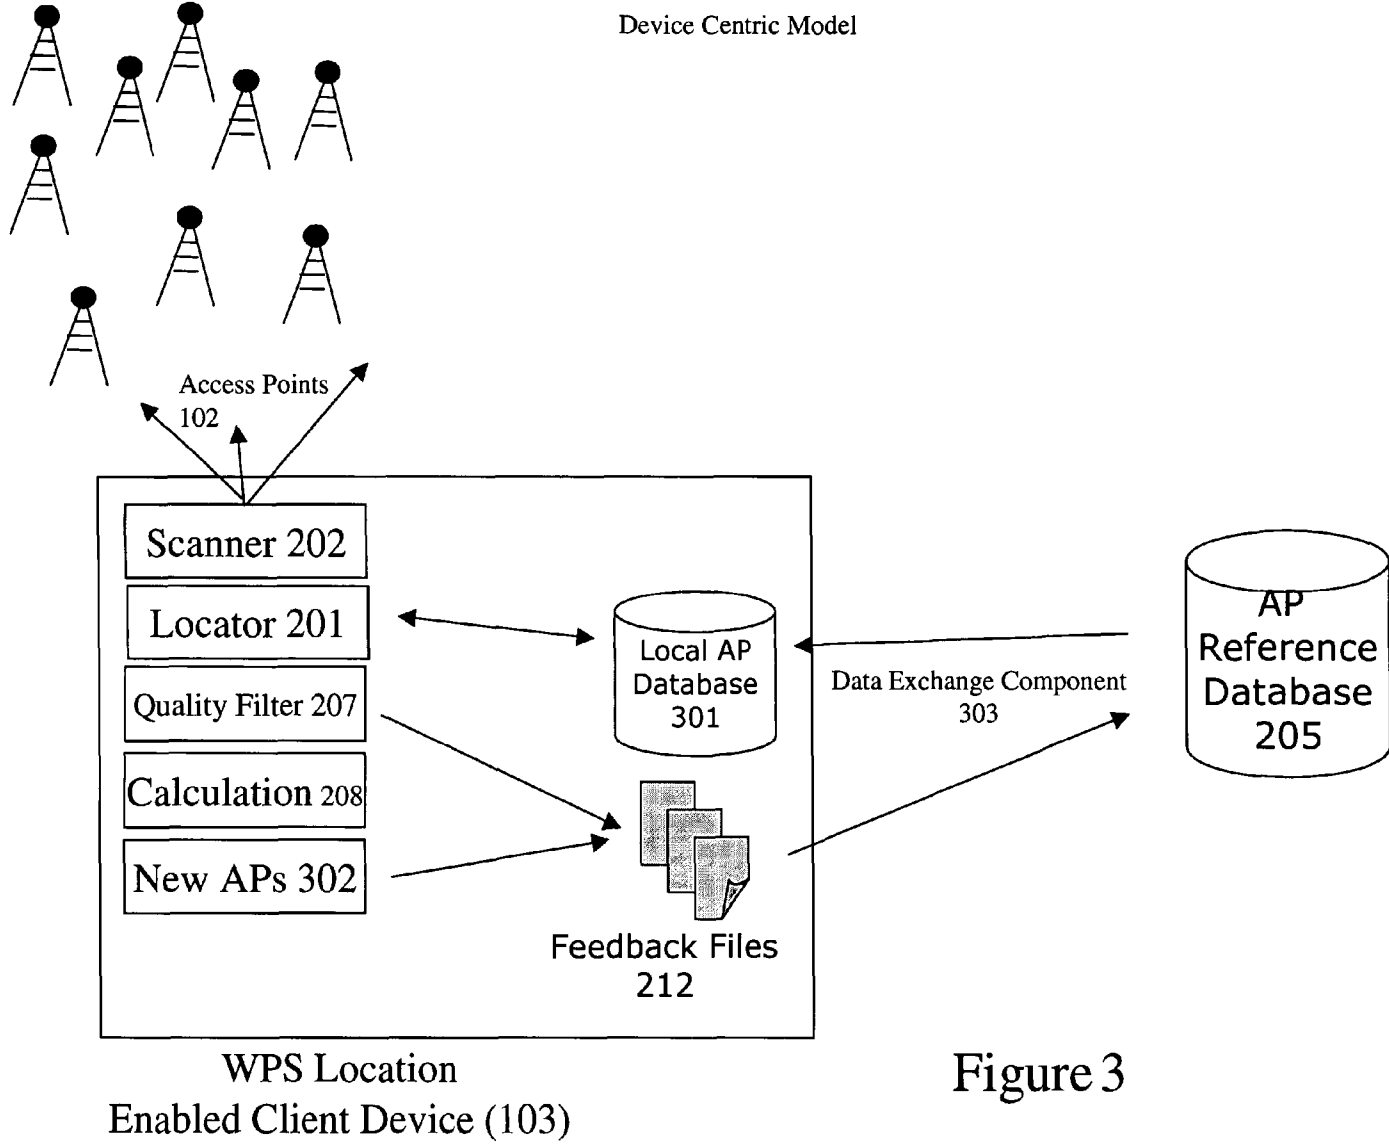 Device Centric Model
Access Points
102
Scanner 202
Locator 201
Quality Filter 207
Calculation 208
New APs 302
Local AP
Database
301
Data Exchange Component
303
AP
Reference
Database
205
Feedback Files
212
WPS Location
Enabled Client Device (103)
Figure 3